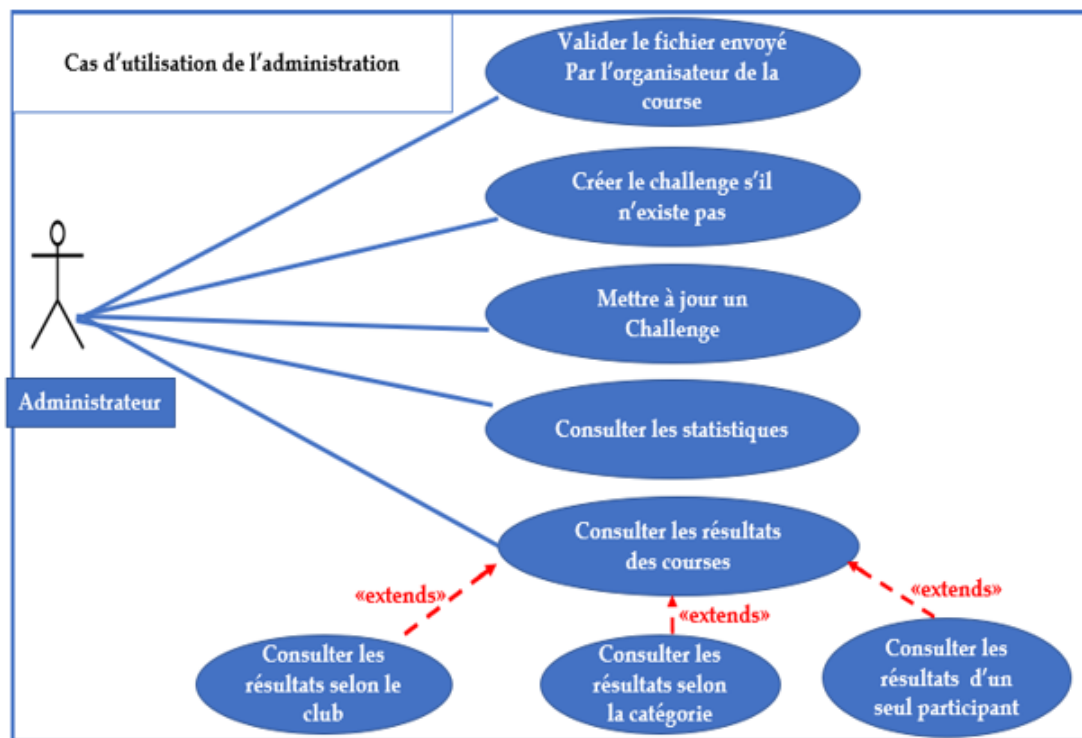 Cas d'utilisation de l'administration
Valider le fichier envoyé
Par l'organisateur de la
course
Créer le challenge s'il
n'existe pas
Mettre à jour un
Challenge
Administrateur
Consulter les statistiques
Consulter les résultats
des courses
«extends»
«extends»
«extends»
Consulter les
résultats selon le
club
Consulter les
résultats selon
la catégorie
Consulter les
résultats d'un
seul participant